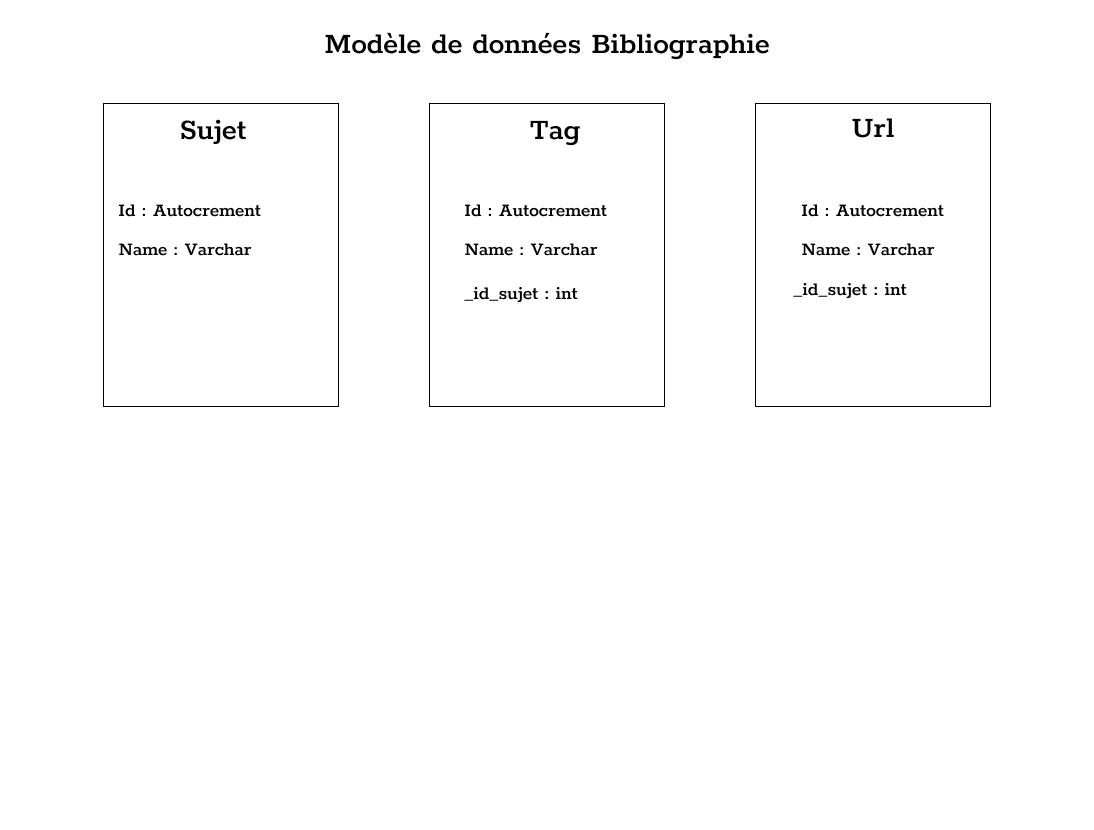 Modèle de données Bibliographie
Sujet
Id : Autocrement
Name : Varchar
Tag
Id : Autocrement
Name : Varchar
_id_sujet : int
Url
Id : Autocrement
Name : Varchar
_id_sujet : int